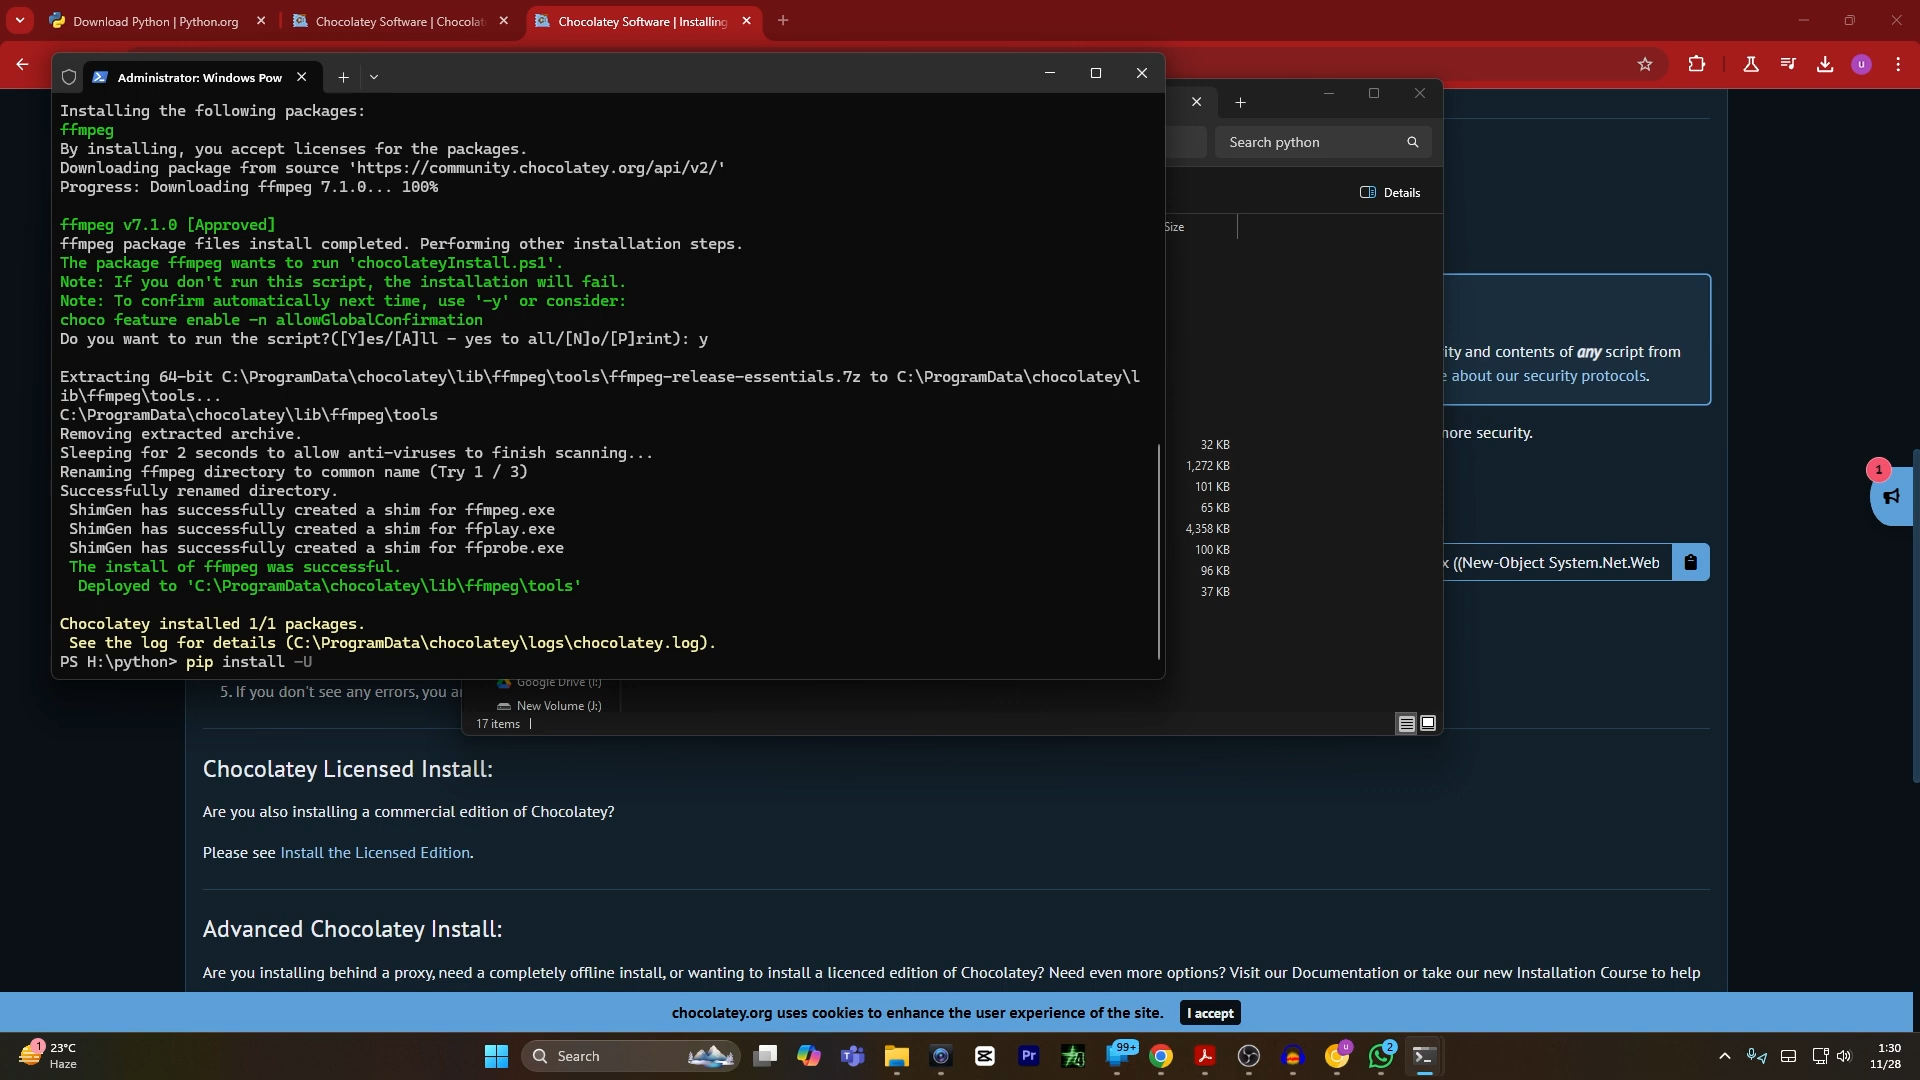 Download Python | Python.org
Chocolatey Software | Chocolat
Chocolatey Software | Installing
u
Administrator: Windows Pow
Installing the following packages:
ffmpeg
By installing, you accept licenses for the packages.
Downloading package from source 'https://community.chocolatey.org/api/v2/'
Progress: Downloading ffmpeg 7.1.0... 100%
ffmpeg v7.1.0 [Approved]
ffmpeg package files install completed. Performing other installation steps.
The package ffmpeg wants to run 'chocolateyInstall.ps1'.
Note: If you don't run this script, the installation will fail.
Note: To confirm automatically next time, use '-y' or consider:
choco feature enable -n allowGlobalConfirmation
Do you want to run the script?([Y]es/[A]ll - yes to all/[N]o/[P]rint): y
Extracting 64-bit C:\ProgramData\chocolatey\lib\ffmpeg\tools\ffmpeg-release-essentials.7z to C:\ProgramData\chocolatey\l
ib\ffmpeg\tools...
C:\ProgramData\chocolatey\lib\ffmpeg\tools
Removing extracted archive.
Sleeping for 2 seconds to allow anti-viruses to finish scanning...
Renaming ffmpeg directory to common name (Try 1 / 3)
Successfully renamed directory.
ShimGen has successfully created a shim for ffmpeg.exe
ShimGen has successfully created a shim for ffplay.exe
ShimGen has successfully created a shim for ffprobe.exe
The install of ffmpeg was successful.
Deployed to 'C:\ProgramData\chocolatey\lib\ffmpeg\tools'
Chocolatey installed 1/1 packages.
See the log for details (C:\ProgramData\chocolatey\logs\chocolatey.log).
PS H:\python> pip install -U
Search python
Details
Size
32 KB
1,272 KB
101 KB
65 KB
4,358 KB
100 KB
96 KB
37 KB
Google Drive (I:)
New Volume (J:)
17 items
ity and contents of any script from
e about our security protocols.
more security.
1
x ((New-Object System.Net.Web
5. If you don't see any errors, you a
Chocolatey Licensed Install:
Are you also installing a commercial edition of Chocolatey?
Please see Install the Licensed Edition.
Advanced Chocolatey Install:
Are you installing behind a proxy, need a completely offline install, or wanting to install a licenced edition of Chocolatey? Need even more options? Visit our Documentation or take our new Installation Course to help
chocolatey.org uses cookies to enhance the user experience of the site.
I accept
1
23°C
Haze
Search
Pr
99+
u
2
1:30
11/28